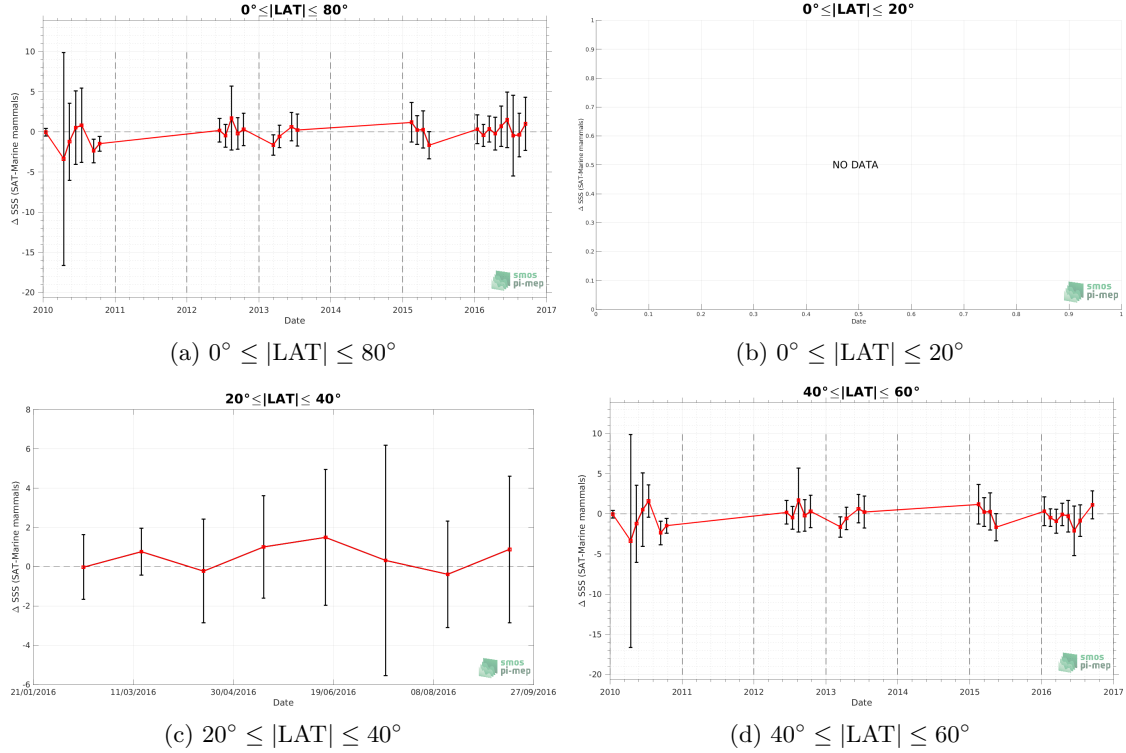 0°≤|LAT|≤ 80°
Δ SSS (SAT-Marine mammals)
10
5
0
-5
-10
-15
-20
2010
2011
2012
2013
2014
2015
2016
2017
Date
smos
pi-mep
(a) 0° ≤ |LAT| ≤ 80°
0°≤|LAT|≤ 20°
Δ SSS (SAT-Marine mammals)
1
0.9
0.8
0.7
0.6
0.5
0.4
0.3
0.2
0.1
0
NO DATA
0
0.1
0.2
0.3
0.4
0.5
0.6
0.7
0.8
0.9
1
Date
smos
pi-mep
(b) 0° ≤ |LAT| ≤ 20°
20°≤|LAT|≤ 40°
Δ SSS (SAT-Marine mammals)
8
6
4
2
0
-2
-4
-6
21/01/2016
11/03/2016
30/04/2016
19/06/2016
08/08/2016
27/09/2016
Date
smos
pi-mep
(c) 20° ≤ |LAT| ≤ 40°
40°≤|LAT|≤ 60°
Δ SSS (SAT-Marine mammals)
10
5
0
-5
-10
-15
-20
2010
2011
2012
2013
2014
2015
2016
2017
Date
smos
pi-mep
(d) 40° ≤ |LAT| ≤ 60°